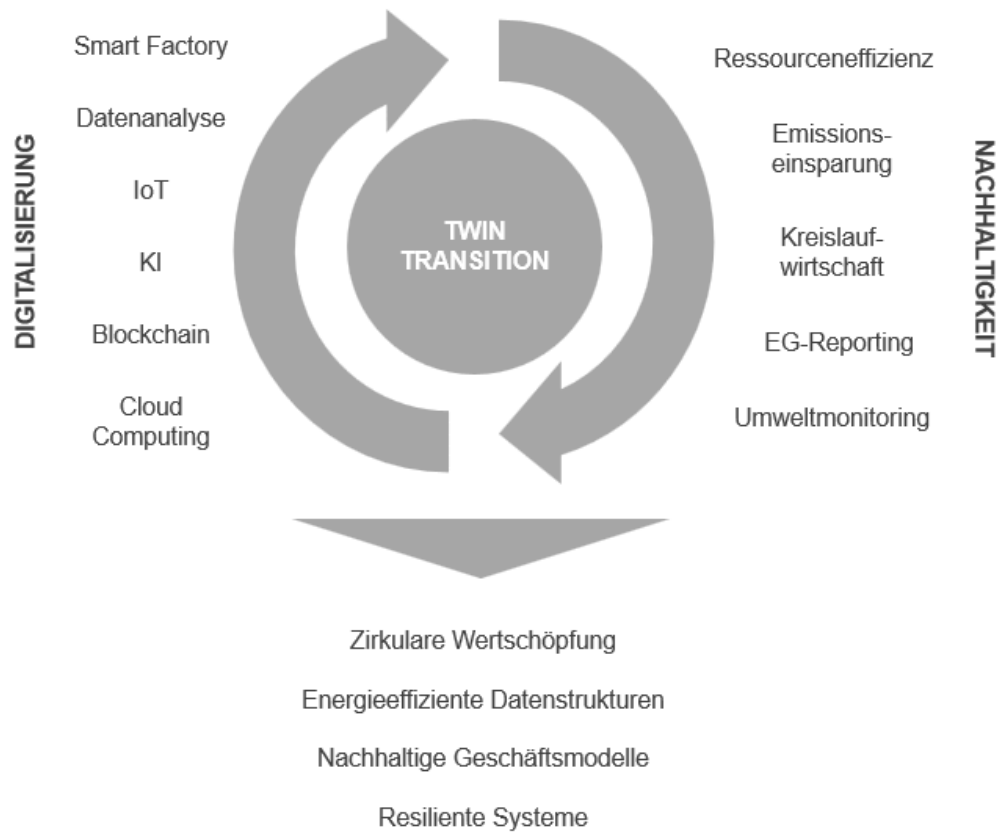 DIGITALISIERUNG
Smart Factory
Datenanalyse
IoT
KI
Blockchain
Cloud
Computing
TWIN
TRANSITION
Ressourceneffizienz
Emissions-
einsparung
Kreislauf-
wirtschaft
EG-Reporting
Umweltmonitoring
NACHHALTIGKEIT
Zirkulare Wertschöpfung
Energieeffiziente Datenstrukturen
Nachhaltige Geschäftsmodelle
Resiliente Systeme